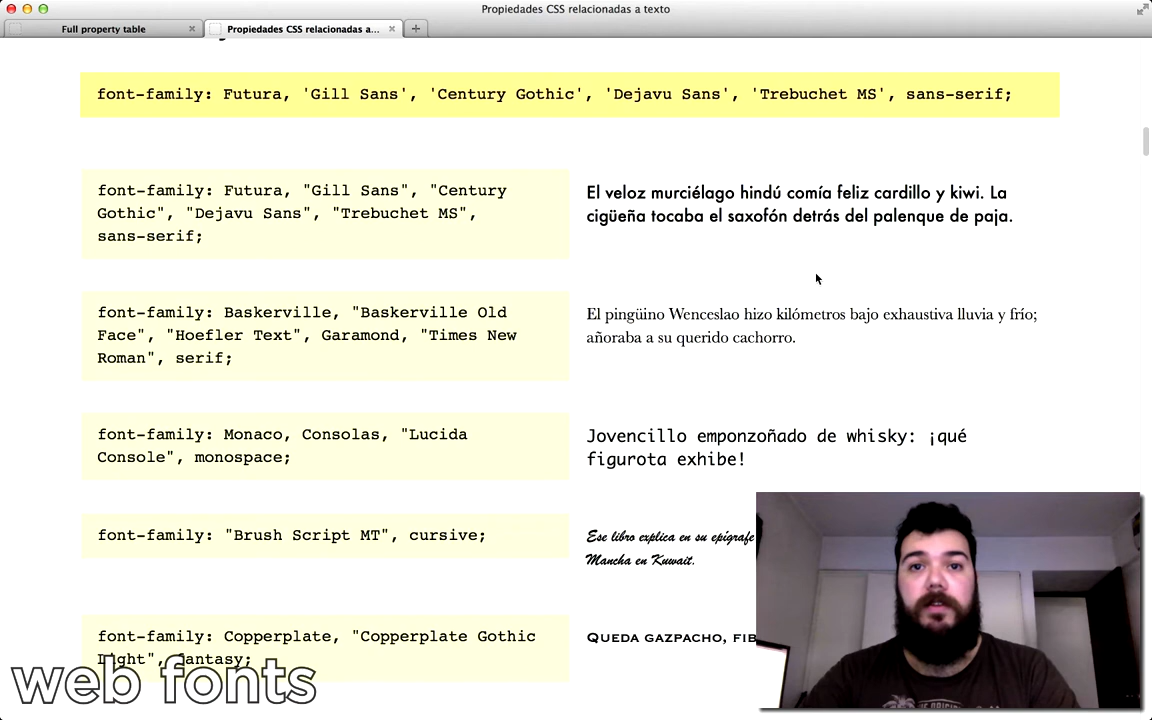 Propiedades CSS relacionadas a texto
Full property table
Propiedades CSS relacionadas a...
font-family: Futura, 'Gill Sans', 'Century Gothic', 'Dejavu Sans', 'Trebuchet MS', sans-serif;
font-family: Futura, "Gill Sans", "Century
Gothic", "Dejavu Sans", "Trebuchet MS",
sans-serif;
El veloz murciélago hindú comía feliz cardillo y kiwi. La
cigüeña tocaba el saxofón detrás del palenque de paja.
font-family: Baskerville, "Baskerville Old
Face", "Hoefler Text", Garamond, "Times New
Roman", serif;
El pingüino Wenceslao hizo kilómetros bajo exhaustiva lluvia y frío;
añoraba a su querido cachorro.
font-family: Monaco, Consolas, "Lucida
Console", monospace;
Jovencillo emponzoñado de whisky: ¡qué
figurota exhibe!
font-family: "Brush Script MT", cursive;
Ese libro explica en su epígrafe
Mancha en Kuwait.
font-family: Copperplate, "Copperplate Gothic
Light", fantasy;
Queda gazpacho, fib
web fonts